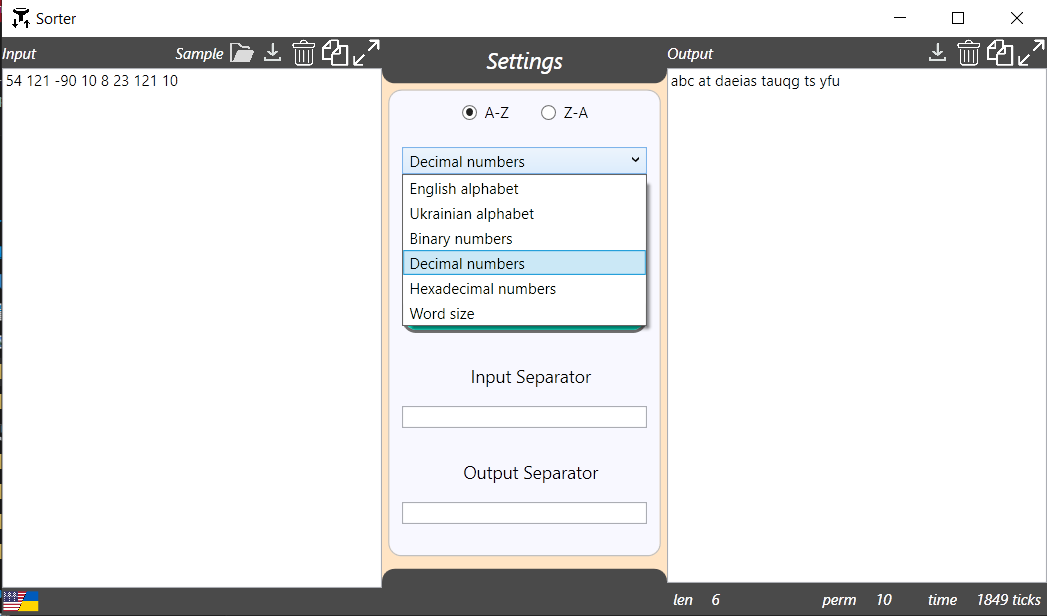 Sorter
Input Sample
Settings
Output
54 121 -90 10 8 23 121 10
abc at daeias tauqg ts yfu
A-Z Z-A
Decimal numbers
English alphabet
Ukrainian alphabet
Binary numbers
Decimal numbers
Hexadecimal numbers
Word size
Input Separator
Output Separator
len 6 perm 10 time 1849 ticks